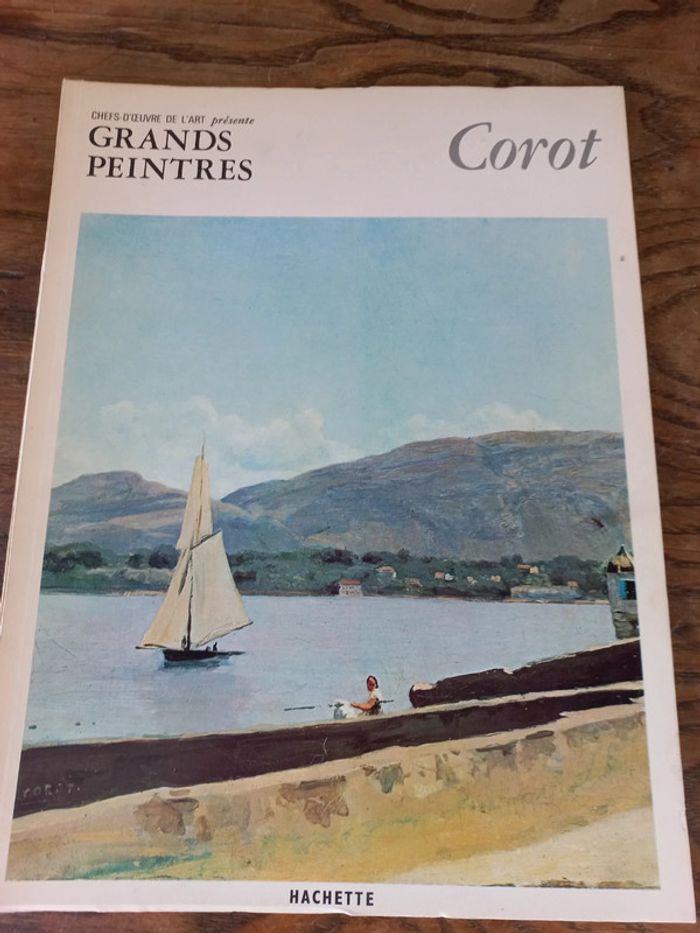 CHEFS-D'ŒUVRE DE L'ART présente
GRANDS
PEINTRES
Corot
COROT.
HACHETTE